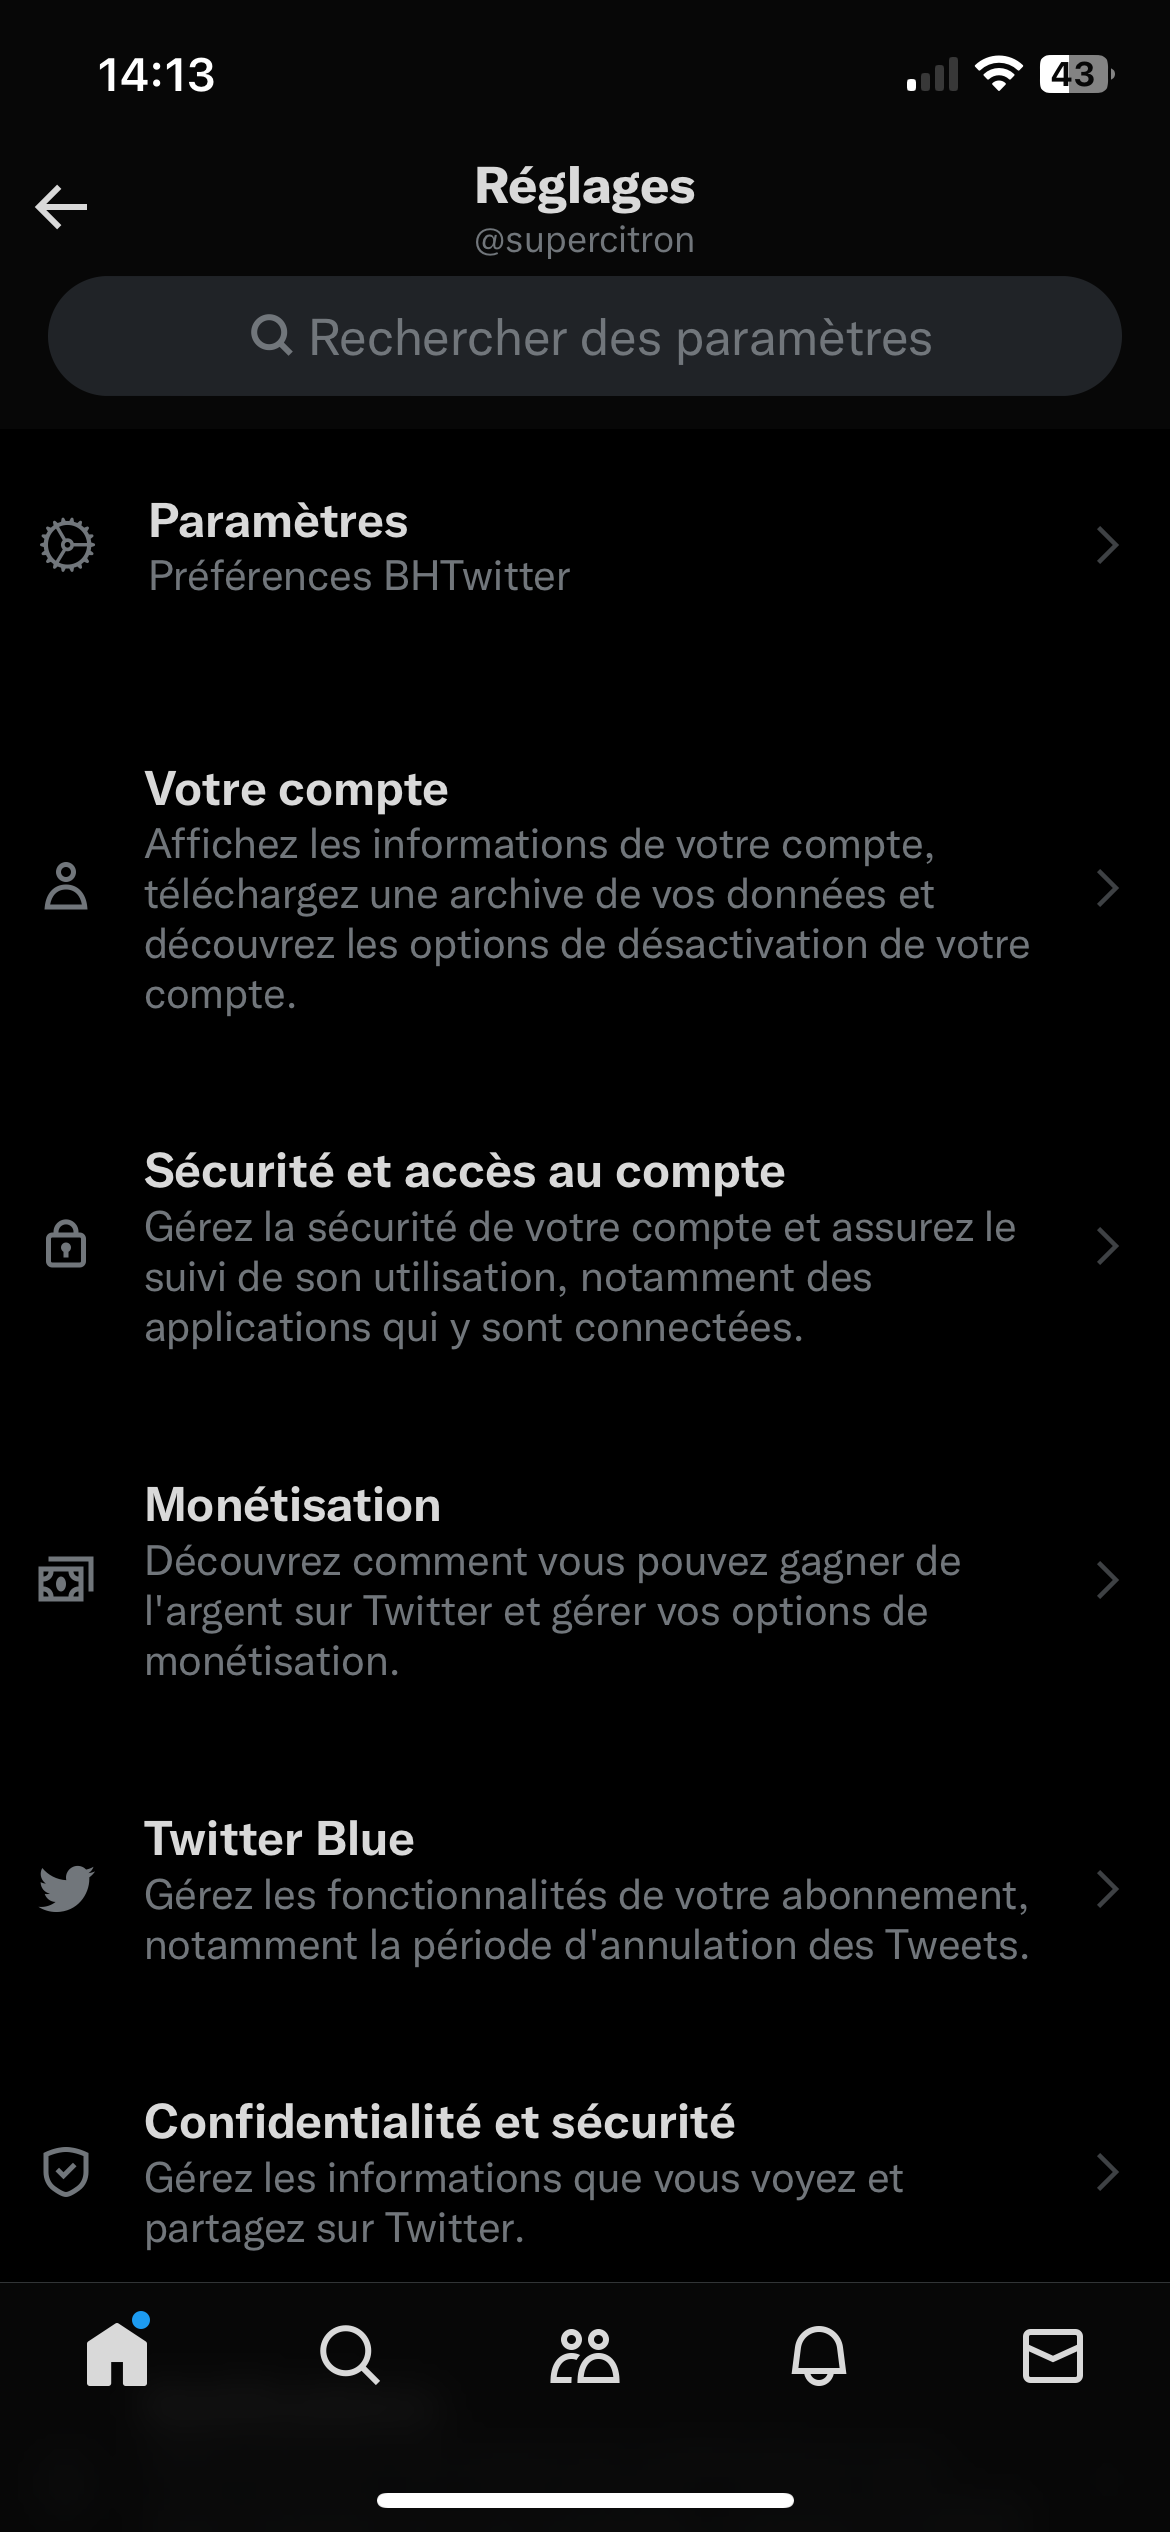 14:13
43
Réglages
@supercitron
Rechercher des paramètres
Paramètres
Préférences BHTwitter
Votre compte
Affichez les informations de votre compte,
téléchargez une archive de vos données et
découvrez les options de désactivation de votre
compte.
Sécurité et accès au compte
Gérez la sécurité de votre compte et assurez le
suivi de son utilisation, notamment des
applications qui y sont connectées.
Monétisation
Découvrez comment vous pouvez gagner de
l'argent sur Twitter et gérer vos options de
monétisation.
Twitter Blue
Gérez les fonctionnalités de votre abonnement,
notamment la période d'annulation des Tweets.
Confidentialité et sécurité
Gérez les informations que vous voyez et
partagez sur Twitter.